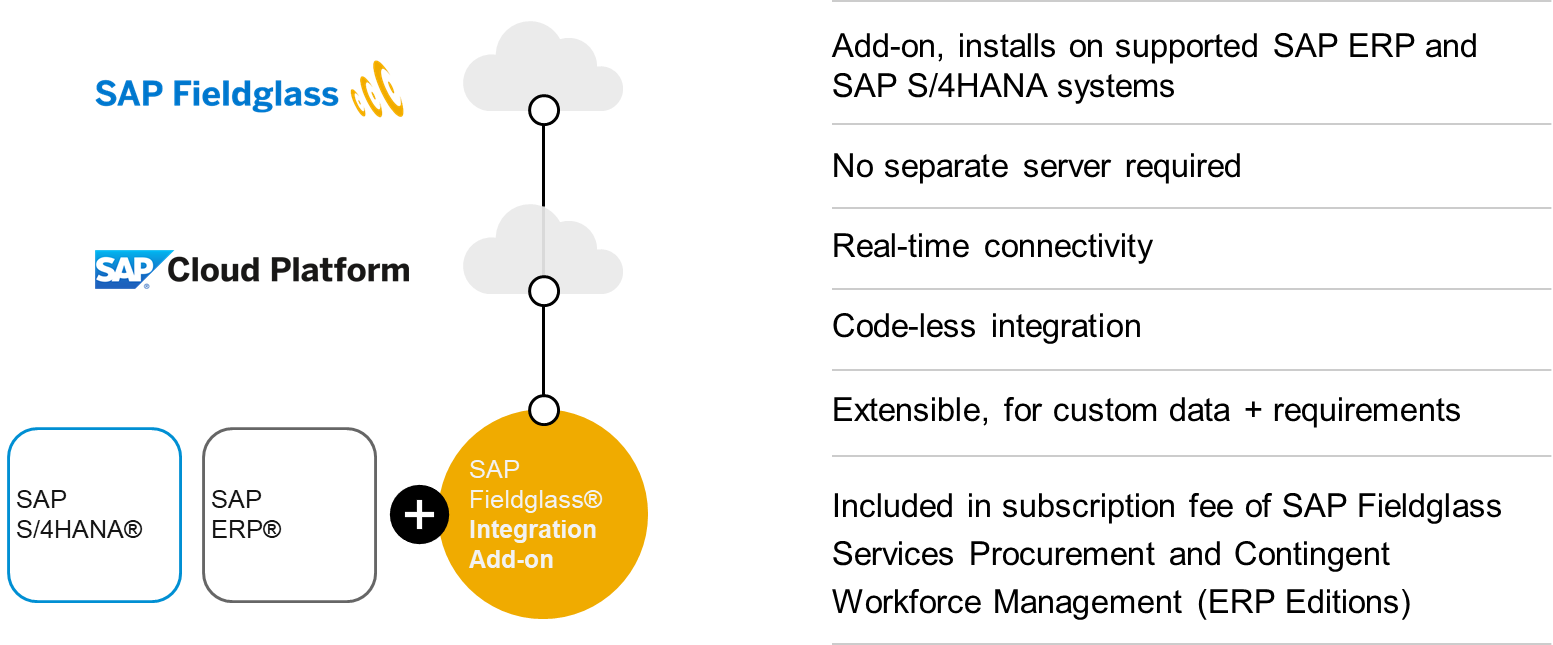 SAP Fieldglass
SAP Cloud Platform
SAP
S/4HANA®
SAP
ERP®
+
SAP
Fieldglass®
Integration
Add-on
Add-on, installs on supported SAP ERP and
SAP S/4HANA systems
No separate server required
Real-time connectivity
Code-less integration
Extensible, for custom data + requirements
Included in subscription fee of SAP Fieldglass
Services Procurement and Contingent
Workforce Management (ERP Editions)